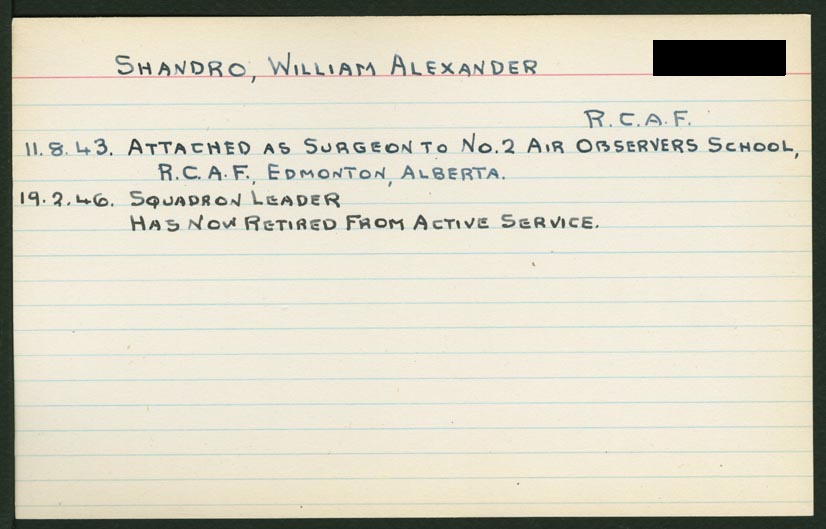 SHANDRO, WILLIAM ALEXANDER
R.C.A.F.
11.8.43. ATTACHED AS SURGEON TO NO.2 AIR OBSERVERS SCHOOL,
R.C.A.F., EDMONTON, ALBERTA.
19.2.46. SQUADRON LEADER
HAS NOW RETIRED FROM ACTIVE SERVICE.